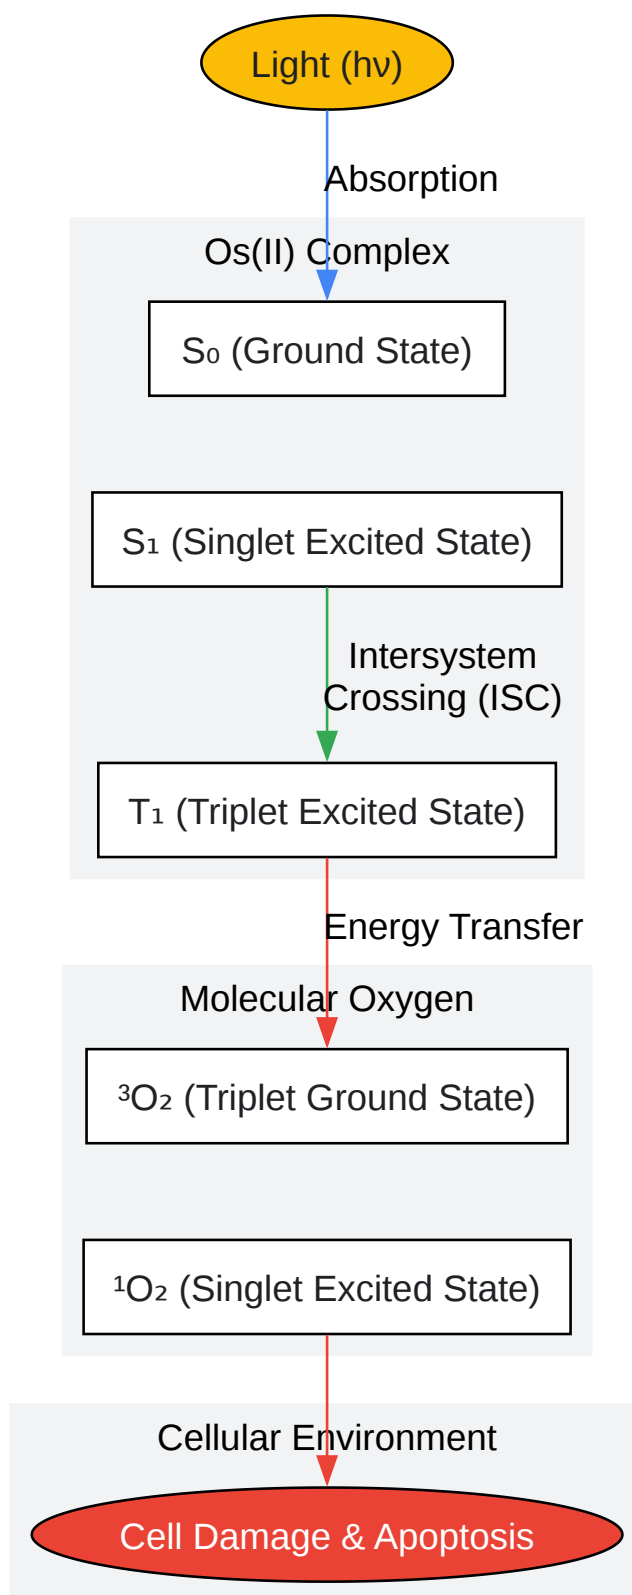 Light (hν)
Absorption
Os(II) Complex
S₀ (Ground State)
S₁ (Singlet Excited State)
Intersystem
Crossing (ISC)
T₁ (Triplet Excited State)
Energy Transfer
Molecular Oxygen
³O₂ (Triplet Ground State)
¹O₂ (Singlet Excited State)
Cellular Environment
Cell Damage & Apoptosis